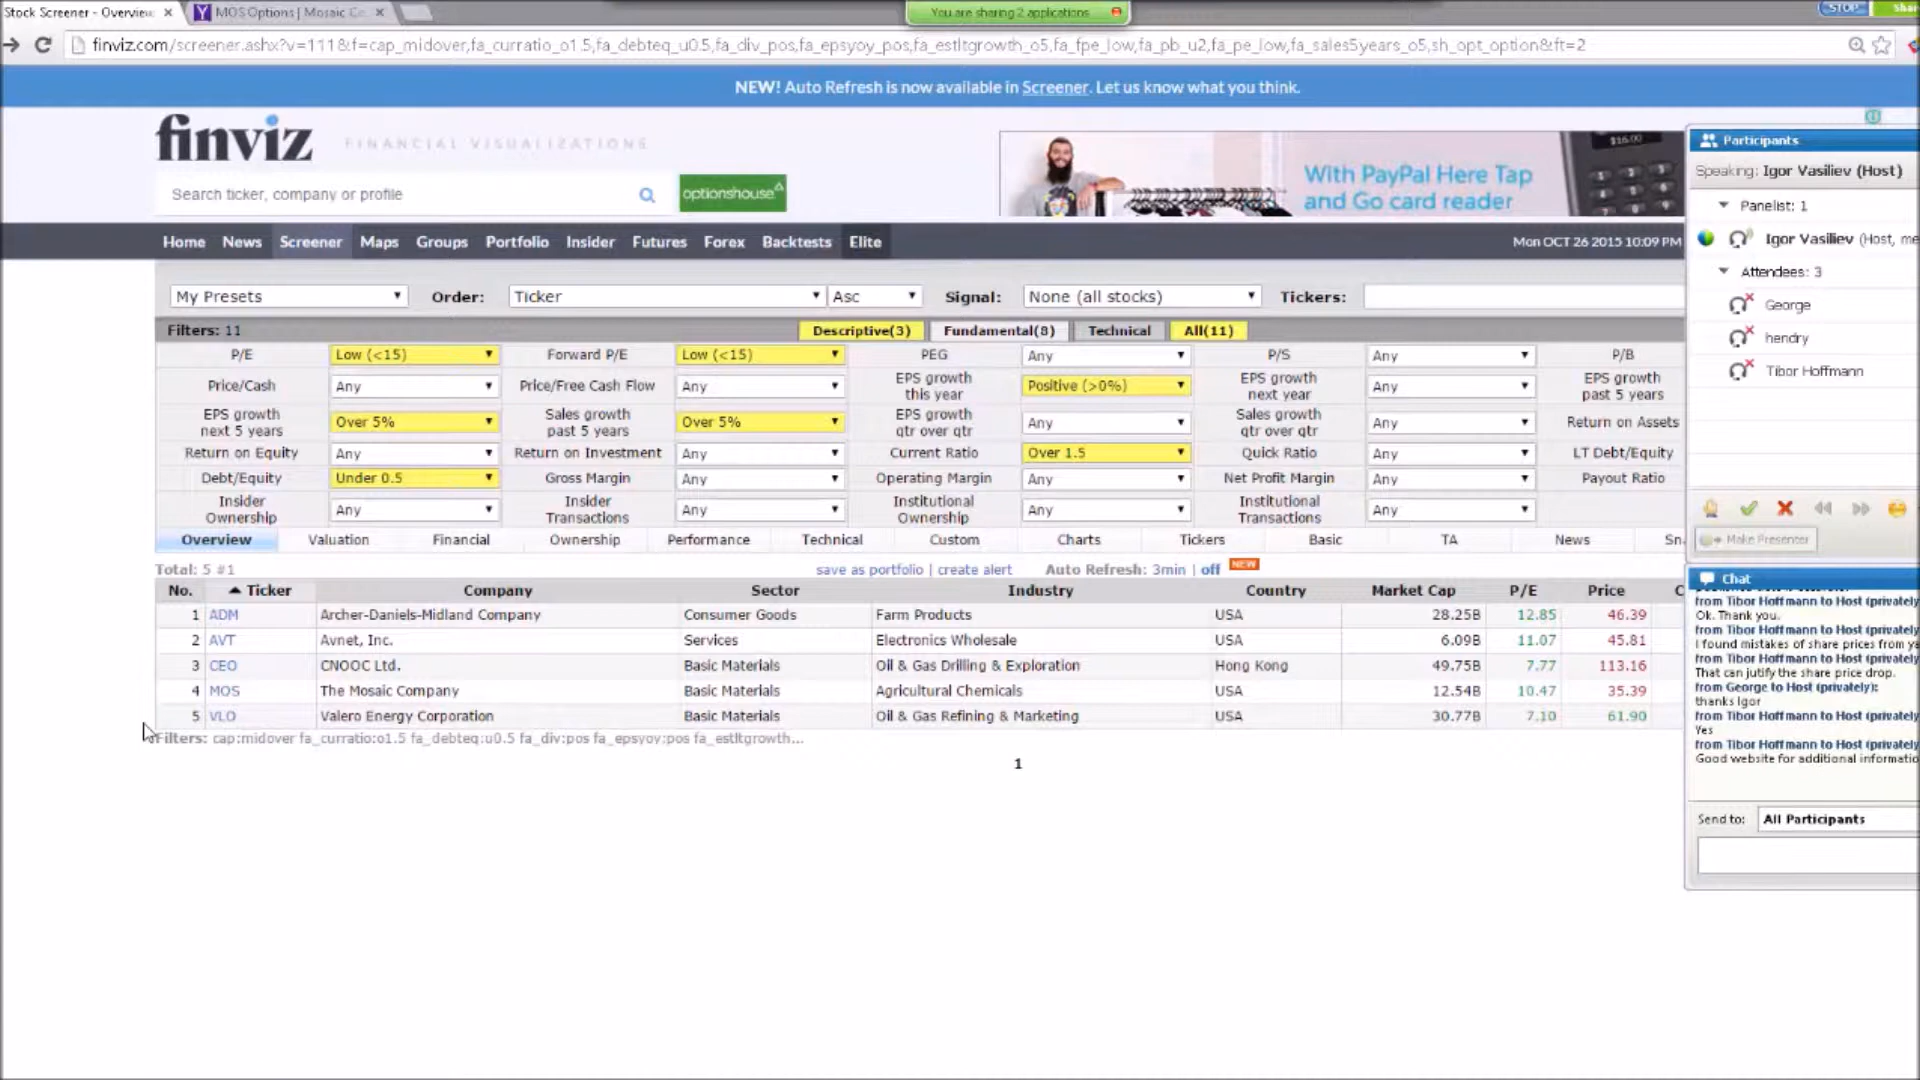 Stock Screener - Overview
MOS Options | Mosaic Co
You are sharing 2 applications
STOP
Shar
finviz.com/screener.ashx?v=111&f=cap_midover,fa_curratio_o1.5,fa_debteq_u0.5,fa_div_pos,fa_epsyoy_pos,fa_estltgrowth_o5,fa_fpe_low,fa_pb_u2,fa_pe_low,fa_sales5years_o5,sh_opt_option&ft=2
NEW! Auto Refresh is now available in Screener. Let us know what you think.
finviz FINANCIAL VISUALIZATIONS
$16.00
With PayPal Here Tap
and Go card reader
Search ticker, company or profile
optionshouse
Home News Screener Maps Groups Portfolio Insider Futures Forex Backtests Elite
Mon OCT 26 2015 10:09 PM
My Presets Order: Ticker Asc Signal: None (all stocks) Tickers:
Filters: 11 Descriptive(3) Fundamental(8) Technical All(11)
P/E Low (<15) Forward P/E Low (<15) PEG Any P/S Any P/B
Price/Cash Any Price/Free Cash Flow Any EPS growth this year Positive (>0%) EPS growth next year Any EPS growth past 5 years
EPS growth next 5 years Over 5% Sales growth past 5 years Over 5% EPS growth qtr over qtr Any Sales growth qtr over qtr Any Return on Assets
Return on Equity Any Return on Investment Any Current Ratio Over 1.5 Quick Ratio Any LT Debt/Equity
Debt/Equity Under 0.5 Gross Margin Any Operating Margin Any Net Profit Margin Any Payout Ratio
Insider Ownership Any Insider Transactions Any Institutional Ownership Any Institutional Transactions Any
Overview Valuation Financial Ownership Performance Technical Custom Charts Tickers Basic TA News Sn
Total: 5 #1 save as portfolio | create alert Auto Refresh: 3min | off NEW
No. Ticker Company Sector Industry Country Market Cap P/E Price C
1 ADM Archer-Daniels-Midland Company Consumer Goods Farm Products USA 28.25B 12.85 46.39
2 AVT Avnet, Inc. Services Electronics Wholesale USA 6.09B 11.07 45.81
3 CEO CNOOC Ltd. Basic Materials Oil & Gas Drilling & Exploration Hong Kong 49.75B 7.77 113.16
4 MOS The Mosaic Company Basic Materials Agricultural Chemicals USA 12.54B 10.47 35.39
5 VLO Valero Energy Corporation Basic Materials Oil & Gas Refining & Marketing USA 30.77B 7.10 61.90
Filters: cap:midover fa_curratio:o1.5 fa_debteq:u0.5 fa_div:pos fa_epsyoy:pos fa_estltgrowth...
1
Participants
Speaking: Igor Vasiliev (Host)
Panelist: 1
Igor Vasiliev (Host, me
Attendees: 3
George
hendry
Tibor Hoffmann
Make Presenter
Chat
from Tibor Hoffmann to Host (privately
Ok. Thank you.
from Tibor Hoffmann to Host (privately
I found mistakes of share prices from ya
from Tibor Hoffmann to Host (privately
That can jutify the share price drop.
from George to Host (privately):
thanks Igor
from Tibor Hoffmann to Host (privately
Yes
from Tibor Hoffmann to Host (privately
Good website for additional informatio
Send to: All Participants